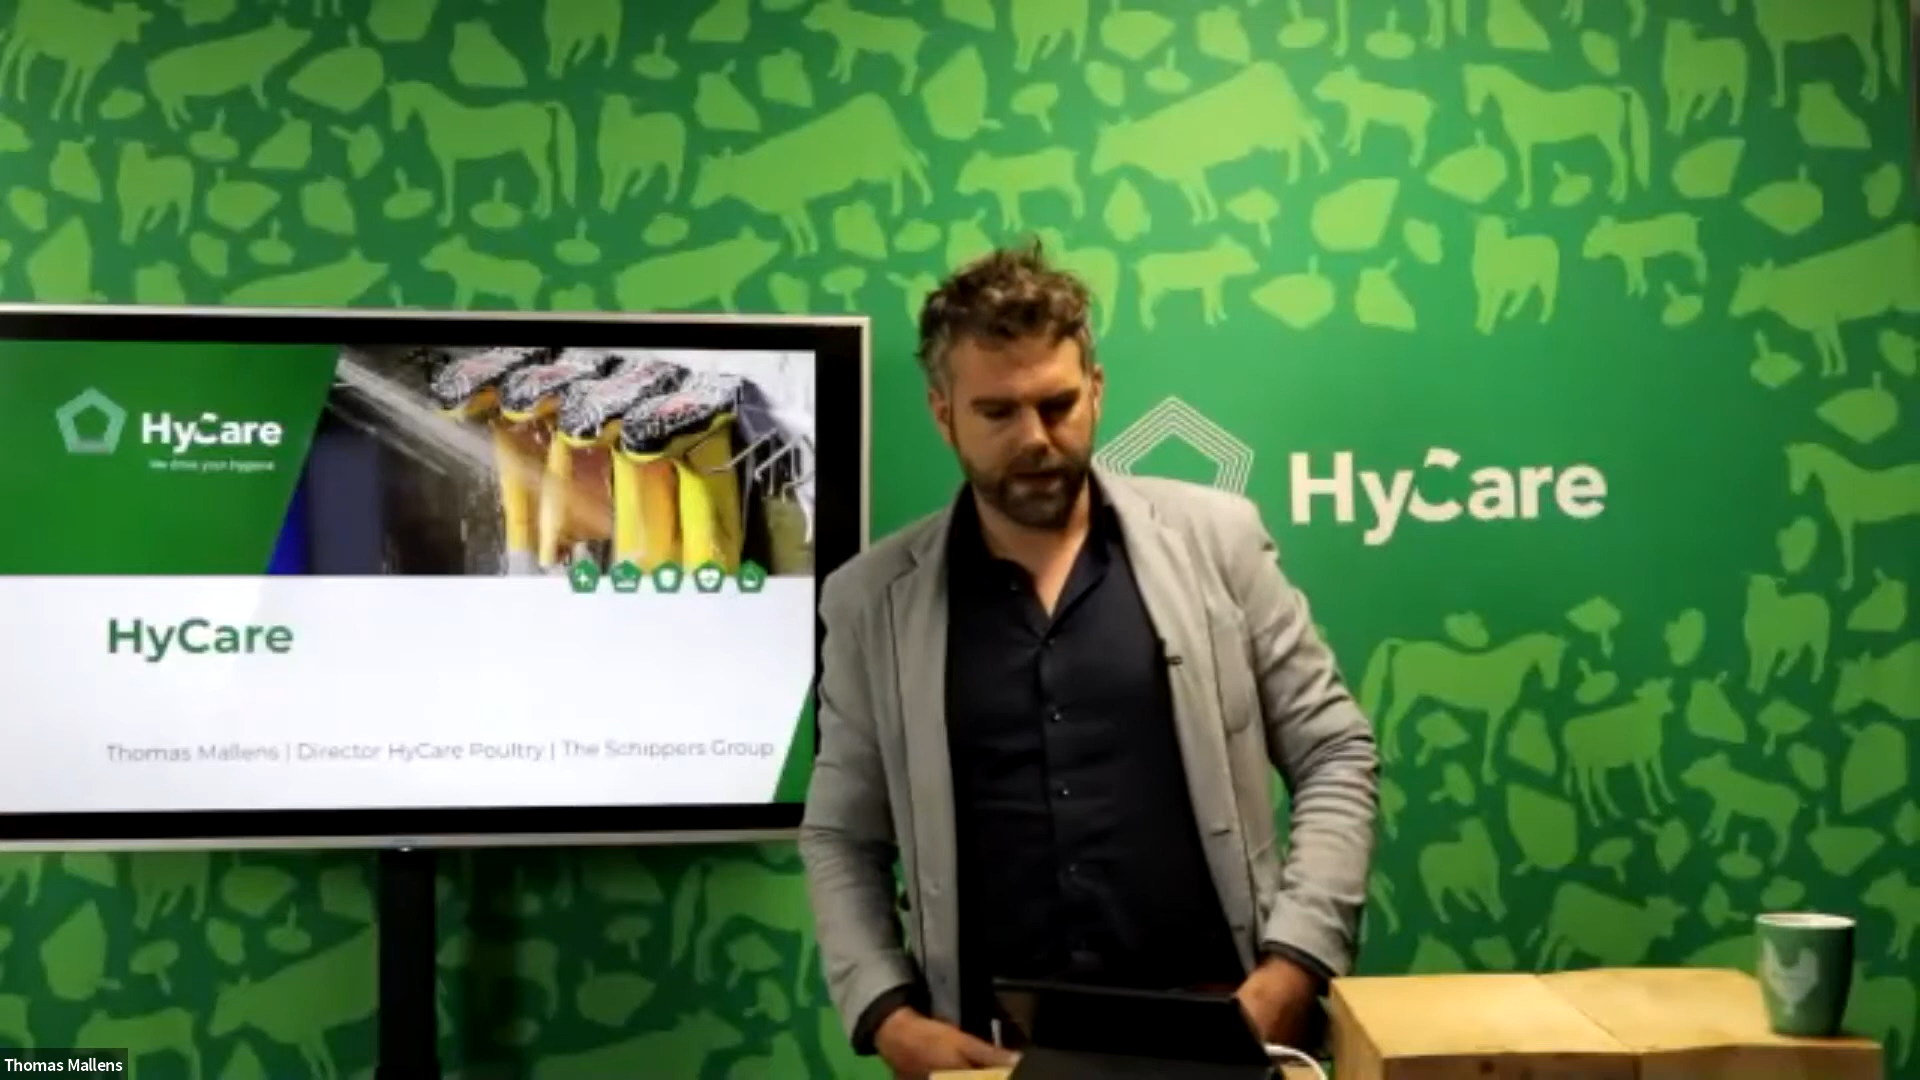 HyCare
We drive your hygiene
HyCare
Thomas Mallens | Director HyCare Poultry | The Schippers Group
HyCare
Thomas Mallens